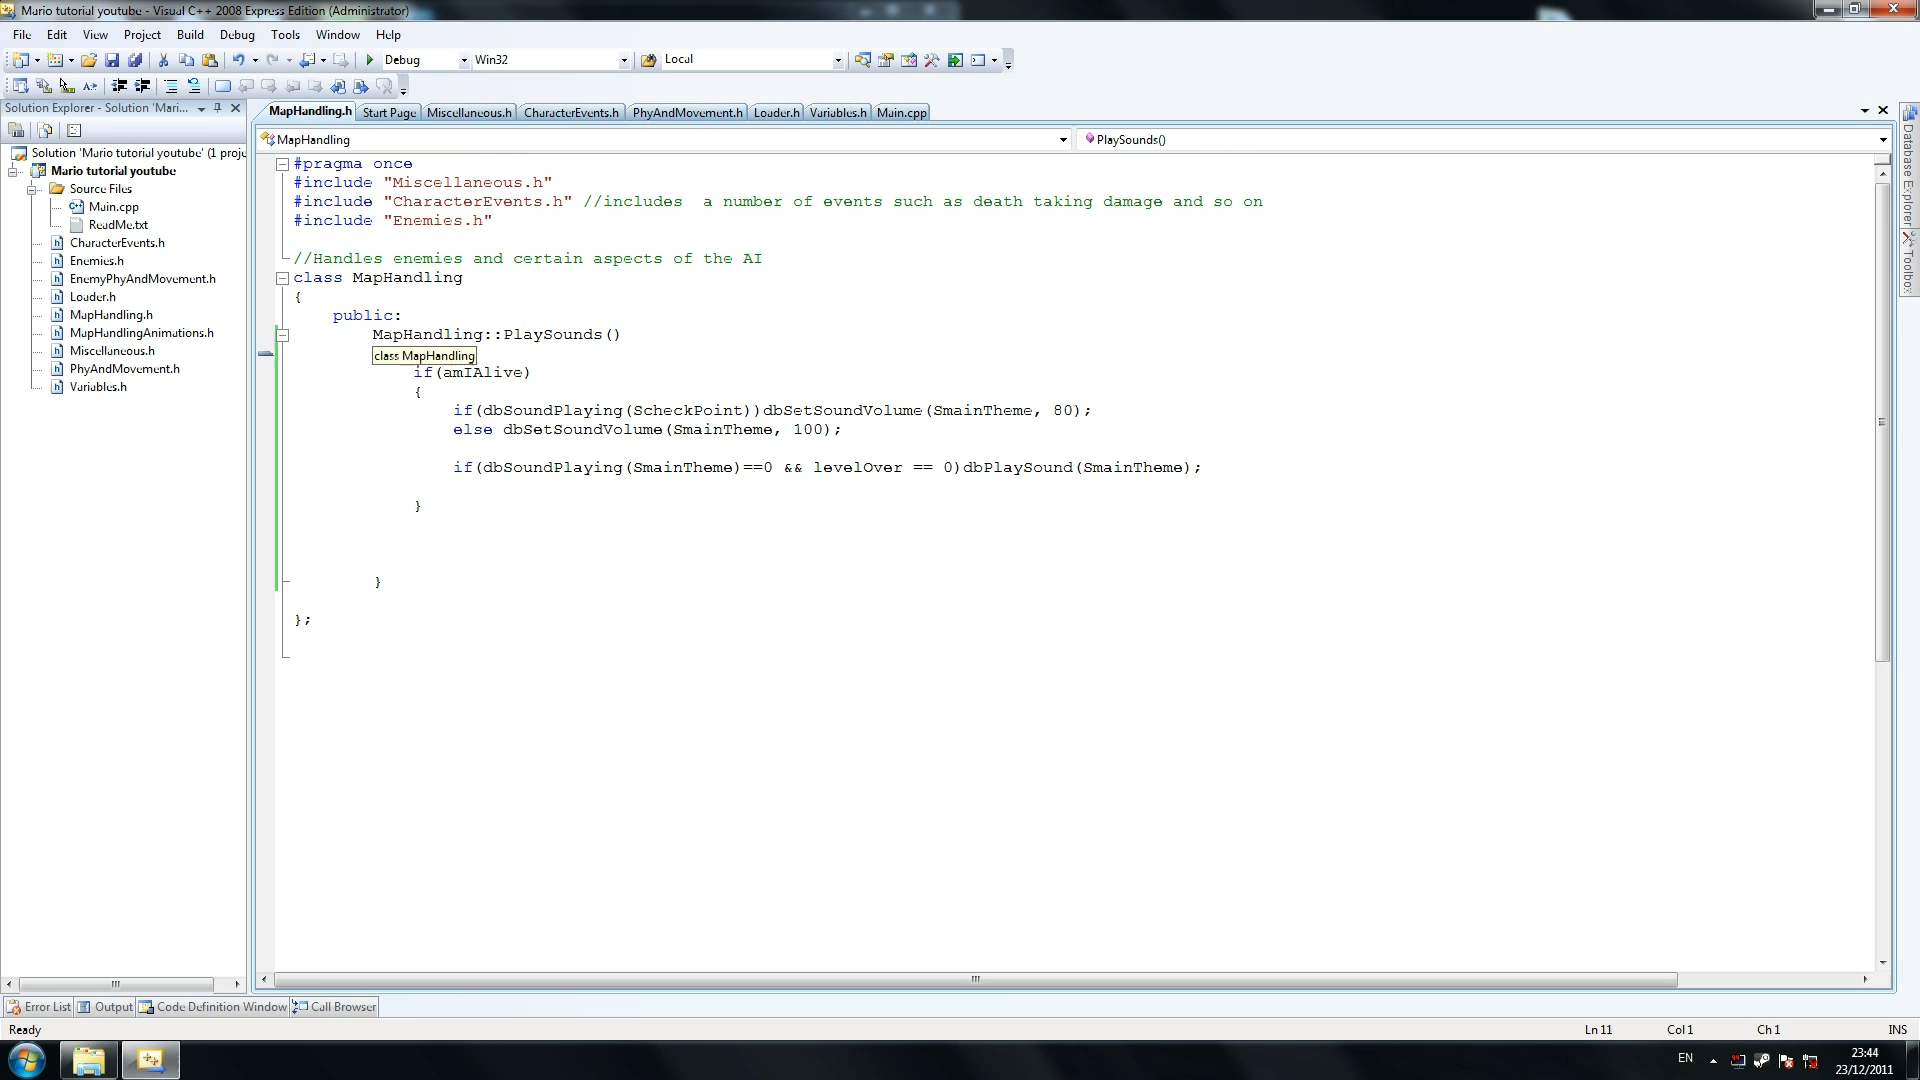 Mario tutorial youtube - Visual C++ 2008 Express Edition (Administrator)
File Edit View Project Build Debug Tools Window Help
Debug Win32 Local
Solution Explorer - Solution 'Mari...
MapHandling.h Start Page Miscellaneous.h CharacterEvents.h PhyAndMovement.h Loader.h Variables.h Main.cpp
MapHandling PlaySounds()
Solution 'Mario tutorial youtube' (1 proje
Mario tutorial youtube
Source Files
Main.cpp
ReadMe.txt
CharacterEvents.h
Enemies.h
EnemyPhyAndMovement.h
Loader.h
MapHandling.h
MapHandlingAnimations.h
Miscellaneous.h
PhyAndMovement.h
Variables.h
#pragma once
#include "Miscellaneous.h"
#include "CharacterEvents.h" //includes  a number of events such as death taking damage and so on
#include "Enemies.h"
//Handles enemies and certain aspects of the AI
class MapHandling
{
public:
MapHandling::PlaySounds()
class MapHandling
if(amIAlive)
{
if(dbSoundPlaying(ScheckPoint))dbSetSoundVolume(SmainTheme, 80);
else dbSetSoundVolume(SmainTheme, 100);
if(dbSoundPlaying(SmainTheme)==0 && levelOver == 0)dbPlaySound(SmainTheme);
}
}
};
Database Explorer
Toolbox
Error List Output Code Definition Window Call Browser
Ready Ln 11 Col 1 Ch 1 INS
EN 23:44
23/12/2011